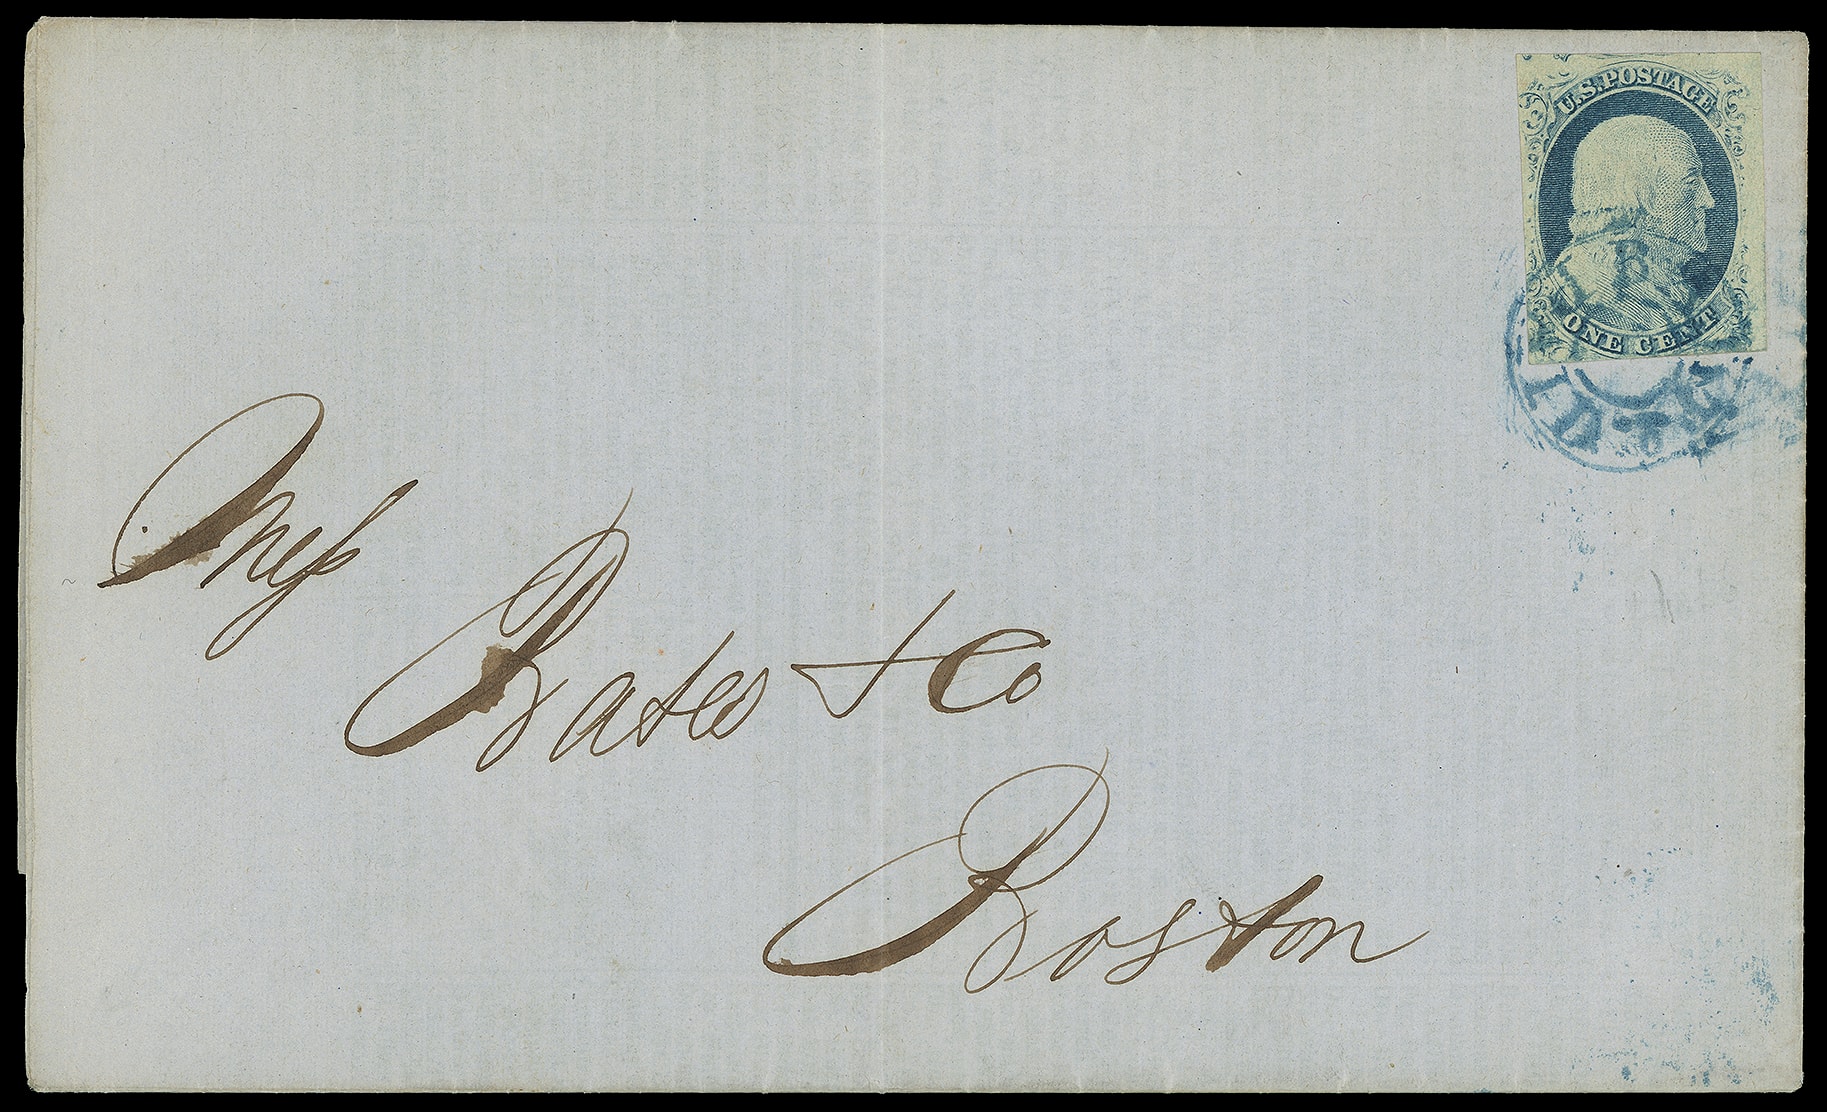 U.S. POSTAGE
ONE CENT
Mess
Bates & Co
Boston